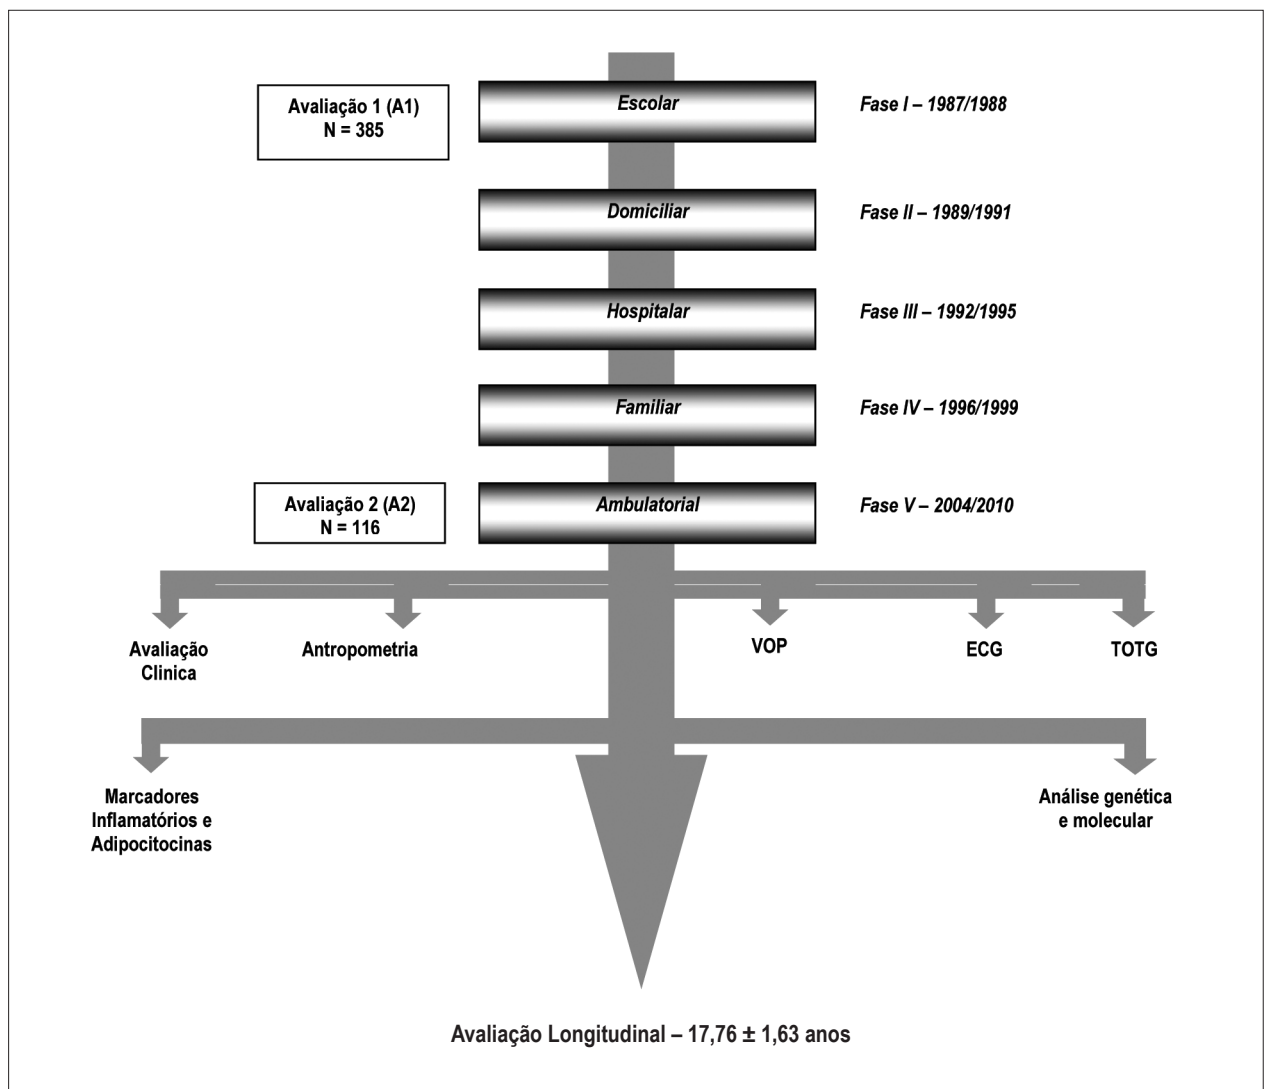 Avaliação 1 (A1)
N = 385
Escolar
Fase I – 1987/1988
Domiciliar
Fase II – 1989/1991
Hospitalar
Fase III – 1992/1995
Familiar
Fase IV – 1996/1999
Avaliação 2 (A2)
N = 116
Ambulatorial
Fase V – 2004/2010
Avaliação
Clinica
Antropometria
VOP
ECG
TOTG
Marcadores
Inflamatórios e
Adipocitocinas
Análise genética
e molecular
Avaliação Longitudinal – 17,76 ± 1,63 anos